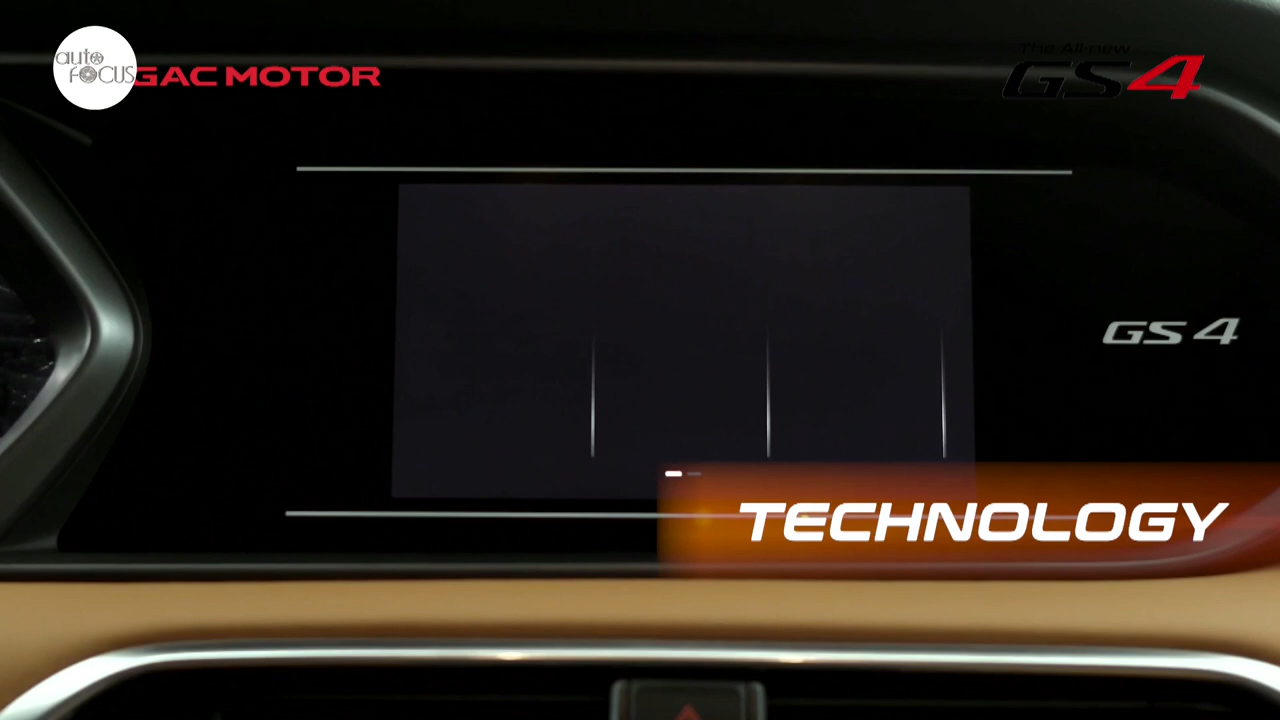 auto
FOCUS
GAC MOTOR
The All-new
GS4
GS4
TECHNOLOGY